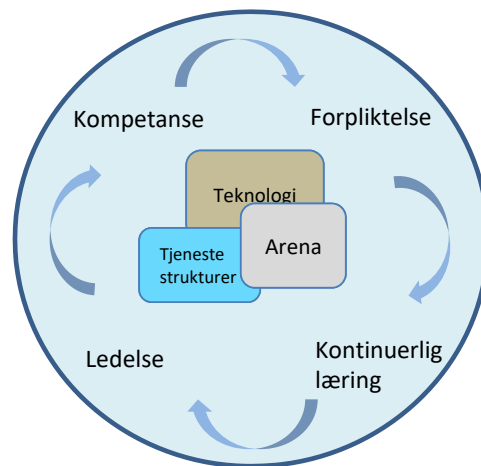 Kompetanse
Forpliktelse
Teknologi
Arena
Tjeneste
strukturer
Ledelse
Kontinuerlig
læring